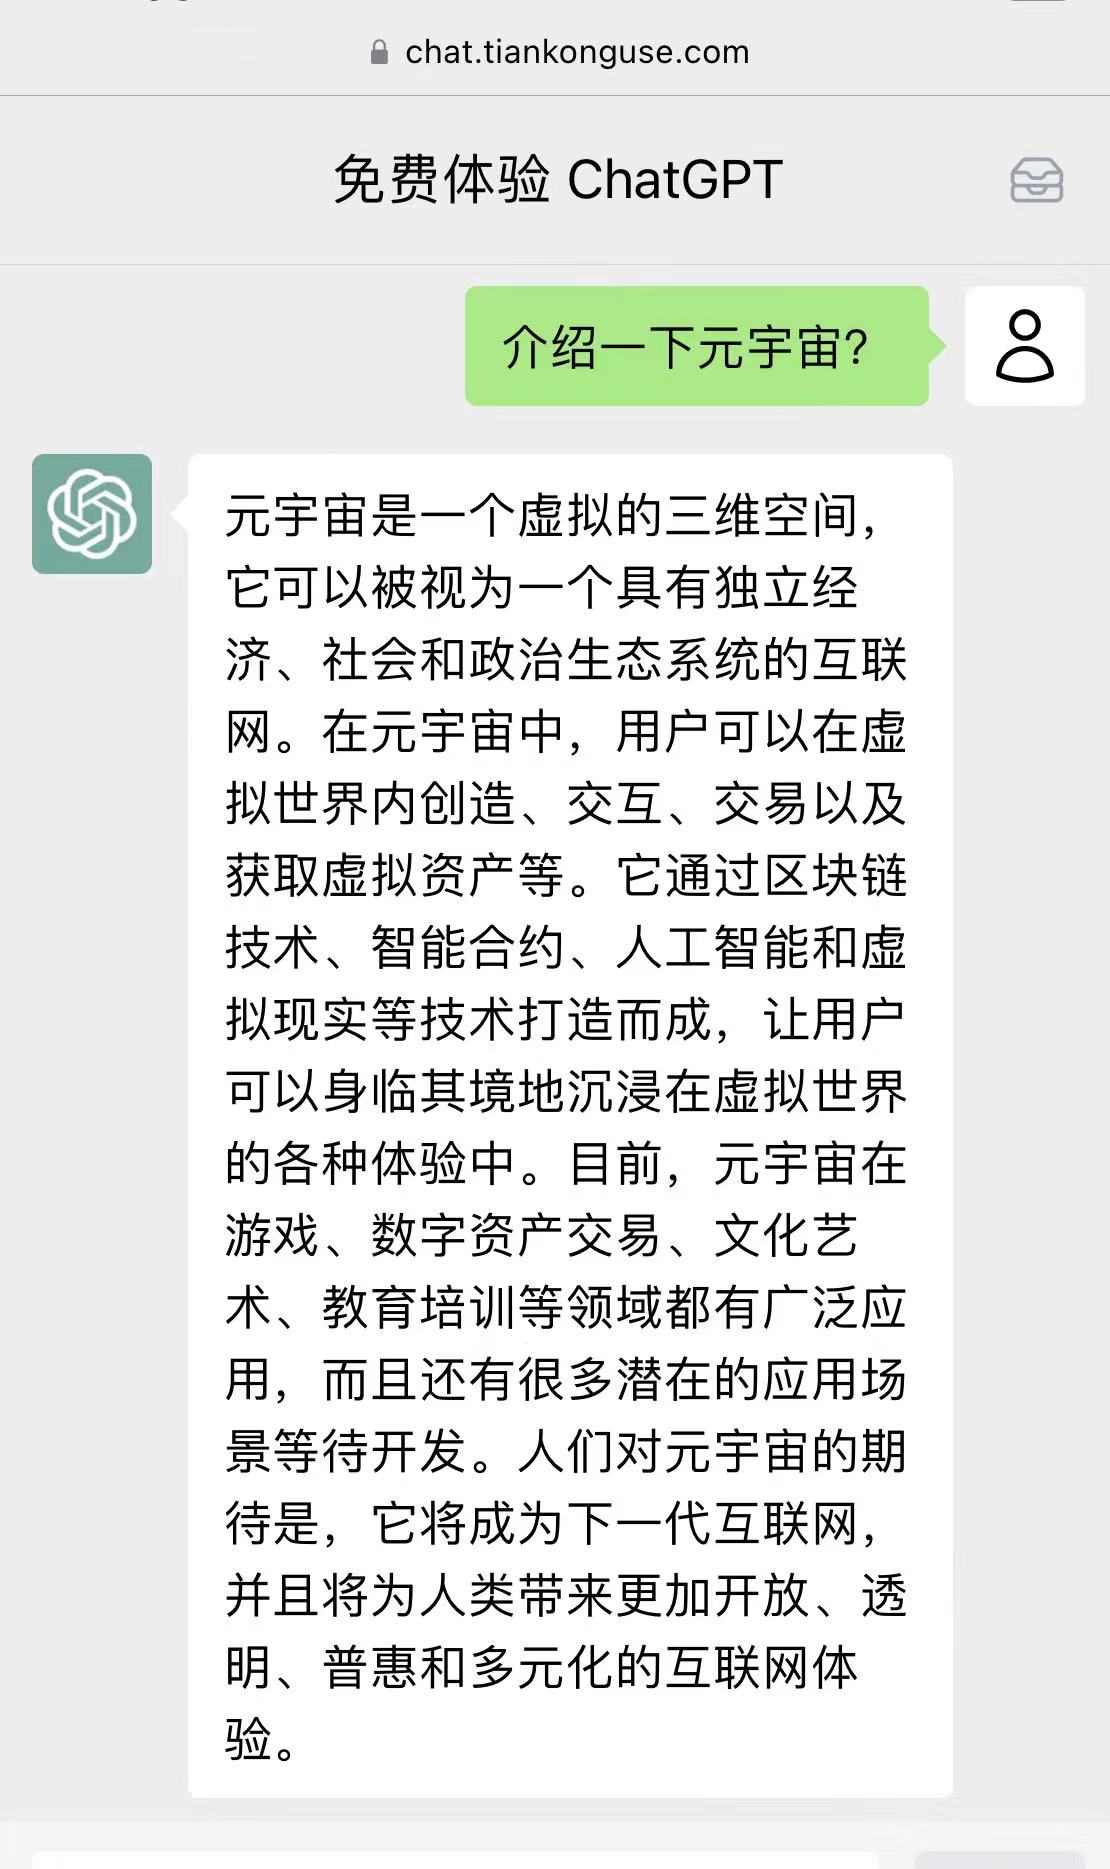 chat.tiankonguse.com
免费体验 ChatGPT
介绍一下元宇宙?
元宇宙是一个虚拟的三维空间，
它可以被视为一个具有独立经
济、社会和政治生态系统的互联
网。在元宇宙中，用户可以在虚
拟世界内创造、交互、交易以及
获取虚拟资产等。它通过区块链
技术、智能合约、人工智能和虚
拟现实等技术打造而成，让用户
可以身临其境地沉浸在虚拟世界
的各种体验中。目前，元宇宙在
游戏、数字资产交易、文化艺
术、教育培训等领域都有广泛应
用，而且还有很多潜在的应用场
景等待开发。人们对元宇宙的期
待是，它将成为下一代互联网，
并且将为人类带来更加开放、透
明、普惠和多元化的互联网体
验。